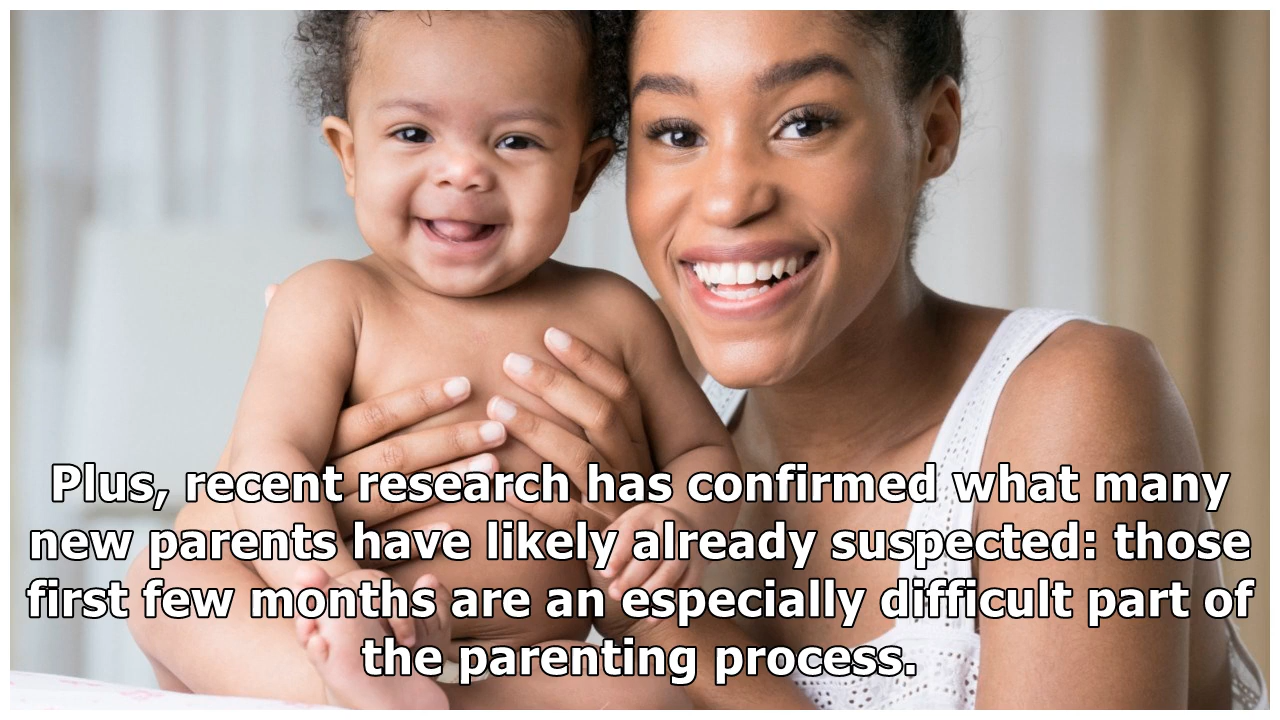 Plus, recent research has confirmed what many
new parents have likely already suspected: those
first few months are an especially difficult part of
the parenting process.